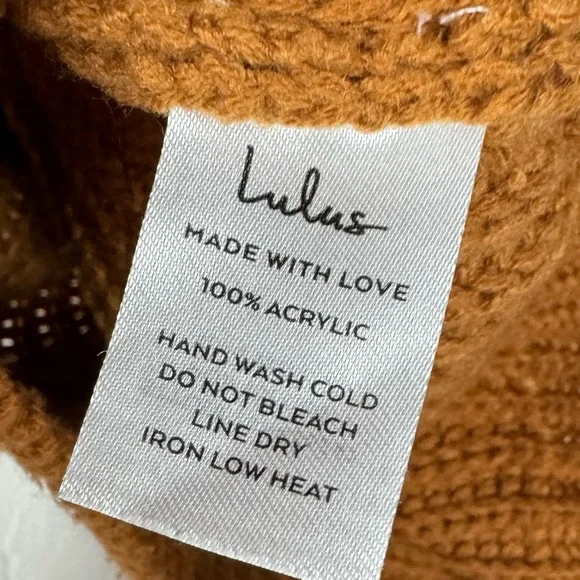 Lulus
MADE WITH LOVE
100% ACRYLIC
HAND WASH COLD
DO NOT BLEACH
LINE DRY
IRON LOW HEAT